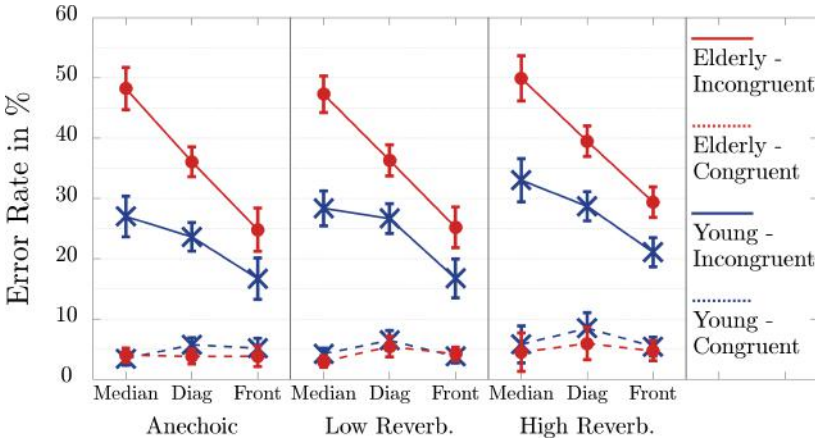 Error Rate in %
60
50
40
30
20
10
0
Median Diag Front Median Diag Front Median Diag Front
Anechoic Low Reverb. High Reverb.
Elderly -
Incongruent
Elderly -
Congruent
Young -
Incongruent
Young -
Congruent